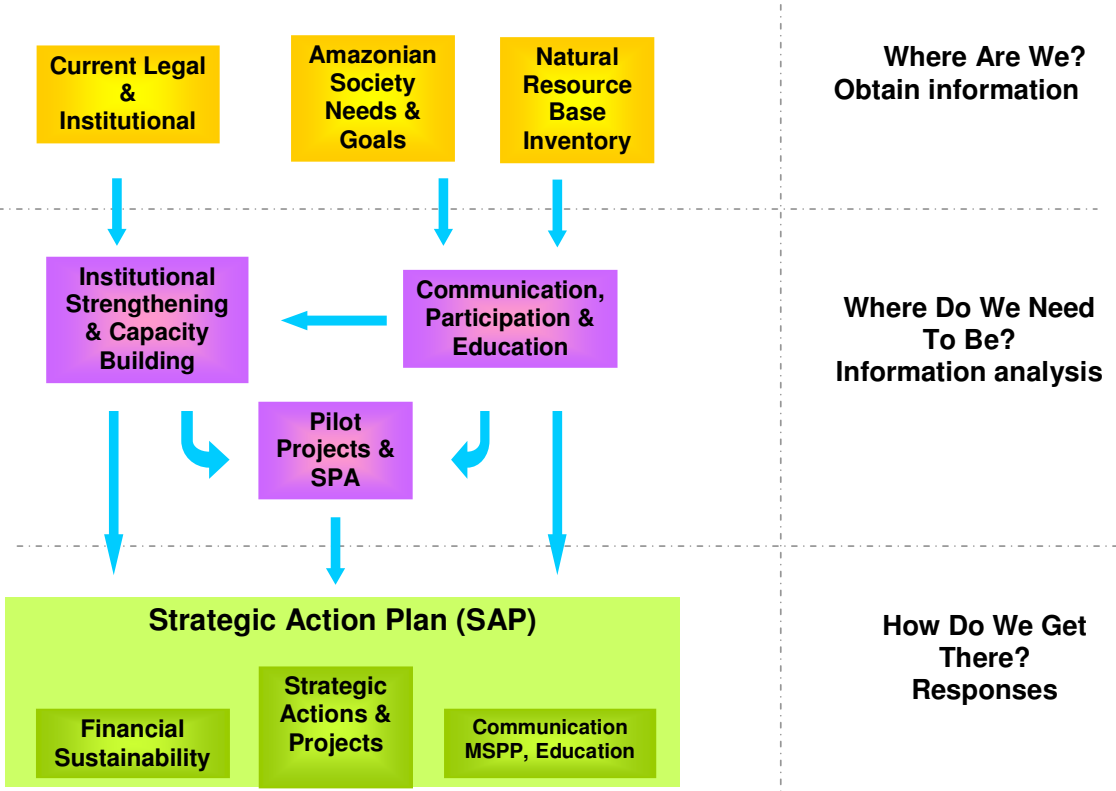 Current Legal
&
Institutional
Amazonian
Society
Needs &
Goals
Natural
Resource
Base
Inventory
Where Are We?
Obtain information
Institutional
Strengthening
& Capacity
Building
Communication,
Participation &
Education
Where Do We Need
To Be?
Information analysis
Pilot
Projects &
SPA
Strategic Action Plan (SAP)
Financial
Sustainability
Strategic
Actions &
Projects
Communication
MSPP, Education
How Do We Get
There?
Responses